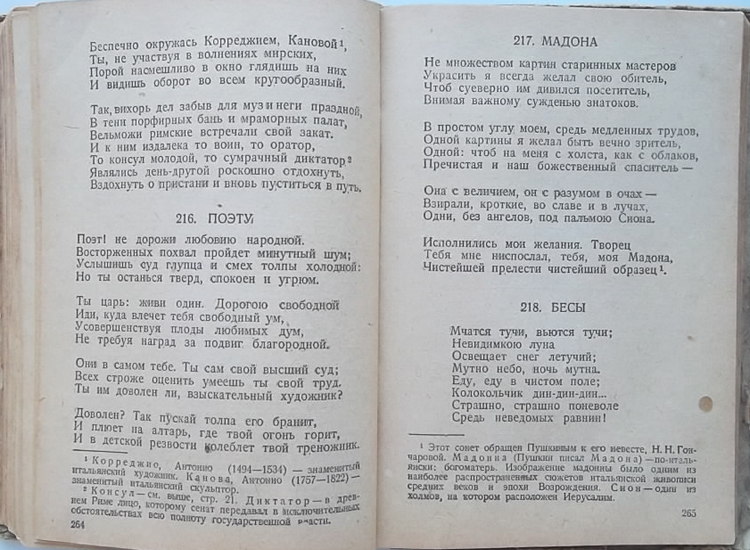 Беспечно окружась Корреджием, Кановой¹,
Ты, не участвуя в волнениях мирских,
Порой насмешливо в окно глядишь на них
И видишь оборот во всем кругообразный.
Так, вихорь дел забыв для муз и неги праздной,
В тени порфирных бань и мраморных палат,
Вельможи римские встречали свой закат.
И к ним издалека то воин, то оратор,
То консул молодой, то сумрачный диктатор²
Являлись день-другой роскошно отдохнуть,
Вздохнуть о пристани и вновь пуститься в путь.
216. ПОЭТУ
Поэт! не дорожи любовию народной.
Восторженных похвал пройдет минутный шум;
Услышишь суд глупца и смех толпы холодной:
Но ты останься тверд, спокоен и угрюм.
Ты царь: живи один. Дорогою свободной
Иди, куда влечет тебя свободный ум,
Усовершенствуя плоды любимых дум,
Не требуя наград за подвиг благородной.
Они в самом тебе. Ты сам свой высший суд;
Всех строже оценить умеешь ты свой труд.
Ты им доволен ли, взыскательный художник?
Доволен? Так пускай толпа его бранит,
И плюет на алтарь, где твой огонь горит,
И в детской резвости колеблет твой треножник.
¹ Корреджио, Антонио (1494—1534) — знаменитый
итальянский художник. Канова, Антонио (1757—1822) —
знаменитый итальянский скульптор.
² Консул — см. выше, стр. 21. Диктатор — в древ-
нем Риме лицо, которому сенат передавал в исключительных
обстоятельствах всю полноту государственной власти.
264
217. МАДОНА
Не множеством картин старинных мастеров
Украсить я всегда желал свою обитель,
Чтоб суеверно им дивился посетитель,
Внимая важному сужденью знатоков.
В простом углу моем, средь медленных трудов,
Одной картины я желал быть вечно зритель,
Одной: чтоб на меня с холста, как с облаков,
Пречистая и наш божественный спаситель —
Она с величием, он с разумом в очах —
Взирали, кроткие, во славе и в лучах,
Одни, без ангелов, под пальмою Сиона.
Исполнились мои желания. Творец
Тебя мне ниспослал, тебя, моя Мадона,
Чистейшей прелести чистейший образец¹.
218. БЕСЫ
Мчатся тучи, вьются тучи;
Невидимкою луна
Освещает снег летучий;
Мутно небо, ночь мутна.
Еду, еду в чистом поле;
Колокольчик дин-дин-дин...
Страшно, страшно поневоле
Средь неведомых равнин!
¹ Этот сонет обращен Пушкиным к его невесте, Н. Н. Гон-
чаровой. Мадонна (Пушкин писал Мадона) — по-италь-
янски: богоматерь. Изображение мадонны было одним из
наиболее распространенных сюжетов итальянской живописи
средних веков и эпохи Возрождения. Сион — один из
холмов, на котором расположен Иерусалим.
265